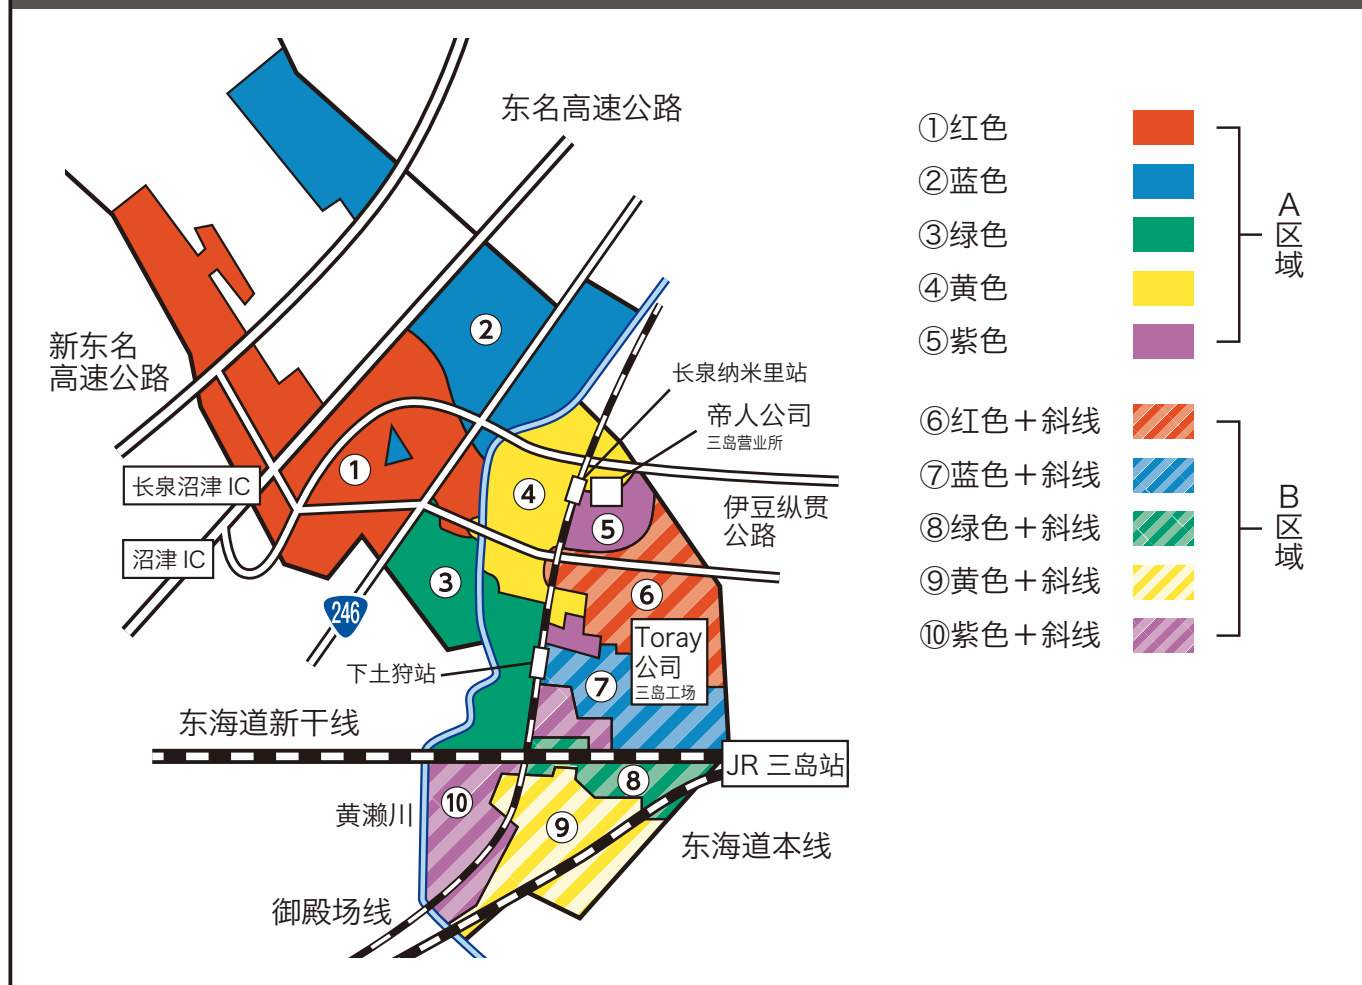 东名高速公路
新东名
高速公路
②
长泉纳米里站
帝人公司
三岛营业所
①
长泉沼津 IC
④
⑤
伊豆纵贯
公路
沼津 IC
③
⑥
246
Toray
公司
三岛工场
下土狩站
⑦
东海道新干线
JR 三岛站
⑧
⑩
黄濑川
⑨
东海道本线
御殿场线
①红色
②蓝色
③绿色
④黄色
⑤紫色
A
区
域
⑥红色＋斜线
⑦蓝色＋斜线
⑧绿色＋斜线
⑨黄色＋斜线
⑩紫色＋斜线
B
区
域